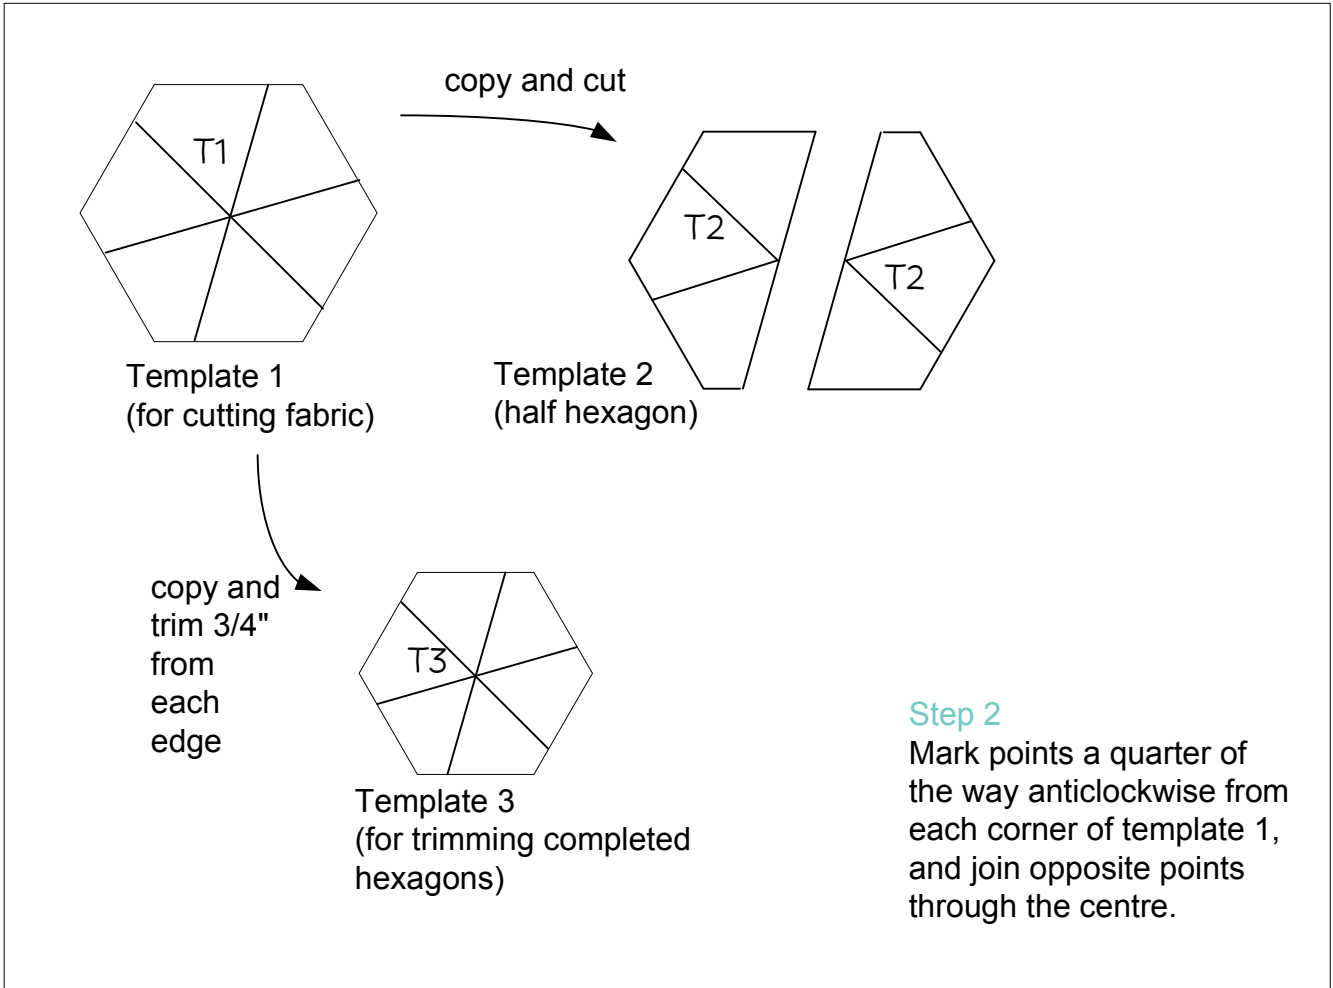 copy and cut
T1
T2
T2
Template 1
(for cutting fabric)
Template 2
(half hexagon)
copy and
trim 3/4"
from
each
edge
T3
Template 3
(for trimming completed
hexagons)
Step 2
Mark points a quarter of
the way anticlockwise from
each corner of template 1,
and join opposite points
through the centre.